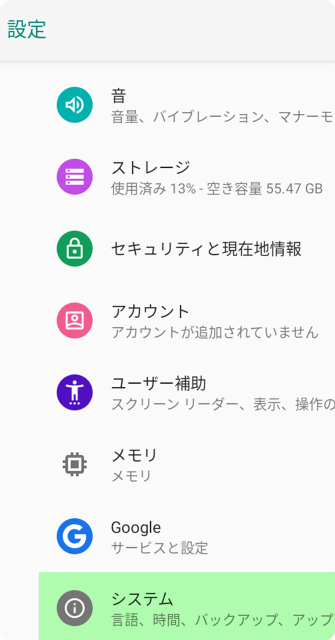 設定
音
音量、バイブレーション、マナーモ
ストレージ
使用済み 13% - 空き容量 55.47 GB
セキュリティと現在地情報
アカウント
アカウントが追加されていません
ユーザー補助
スクリーン リーダー、表示、操作の
メモリ
メモリ
Google
サービスと設定
システム
言語、時間、バックアップ、アップ